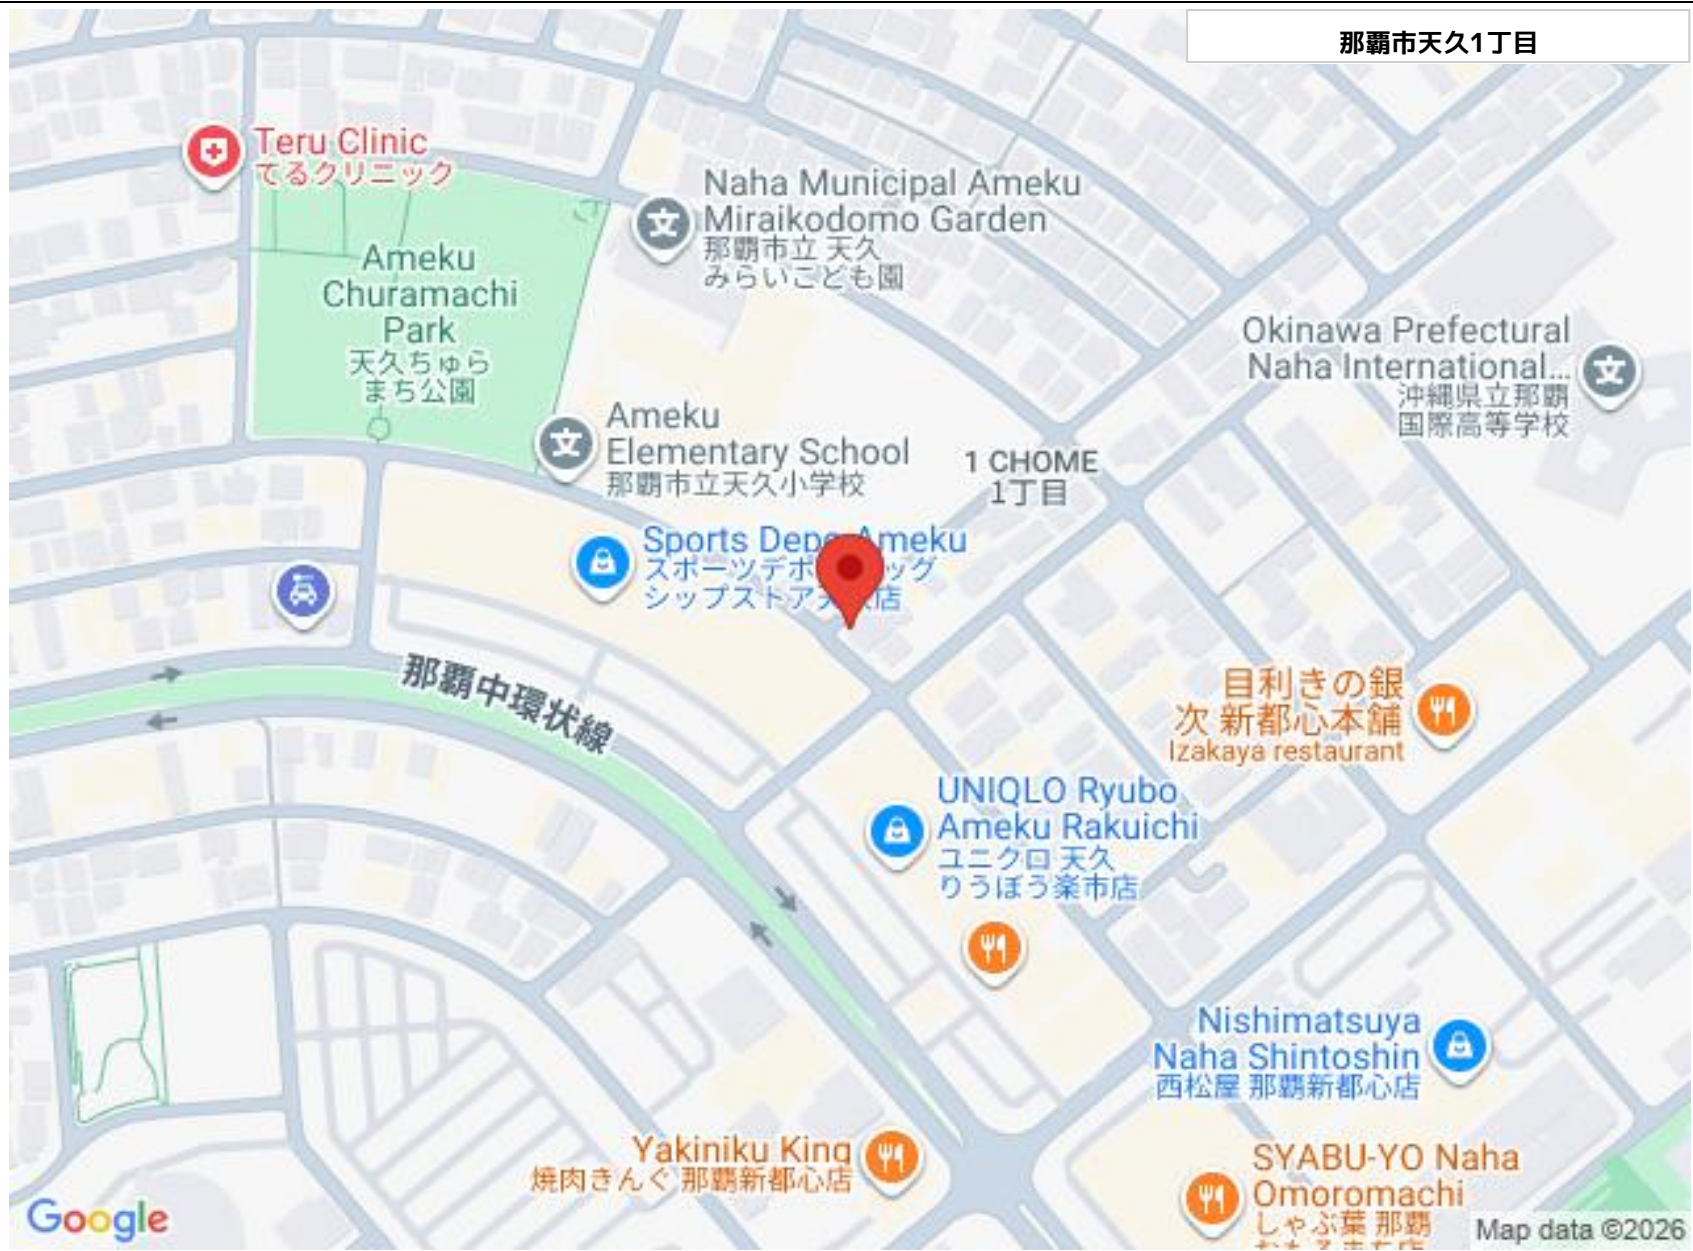 那覇市天久1丁目
Teru Clinic
てるクリニック
Naha Municipal Ameku
Miraikodomo Garden
那覇市立 天久
みらいこども園
Ameku
Churamachi
Park
天久ちゅら
まち公園
Okinawa Prefectural
Naha International...
沖縄県立那覇
国際高等学校
Ameku
Elementary School
那覇市立天久小学校
1 CHOME
1丁目
Sports Depo Ameku
スポーツデポ ッグ
シップストア天 店
那覇中環状線
目利きの銀
次 新都心本舗
Izakaya restaurant
UNIQLO Ryubo
Ameku Rakuichi
ユニクロ 天久
りうぼう楽市店
Nishimatsuya
Naha Shintoshin
西松屋 那覇新都心店
Yakiniku King
焼肉きんぐ 那覇新都心店
SYABU-YO Naha
Omoromachi
しゃぶ葉 那覇
おもろまち店
Google
Map data ©2026